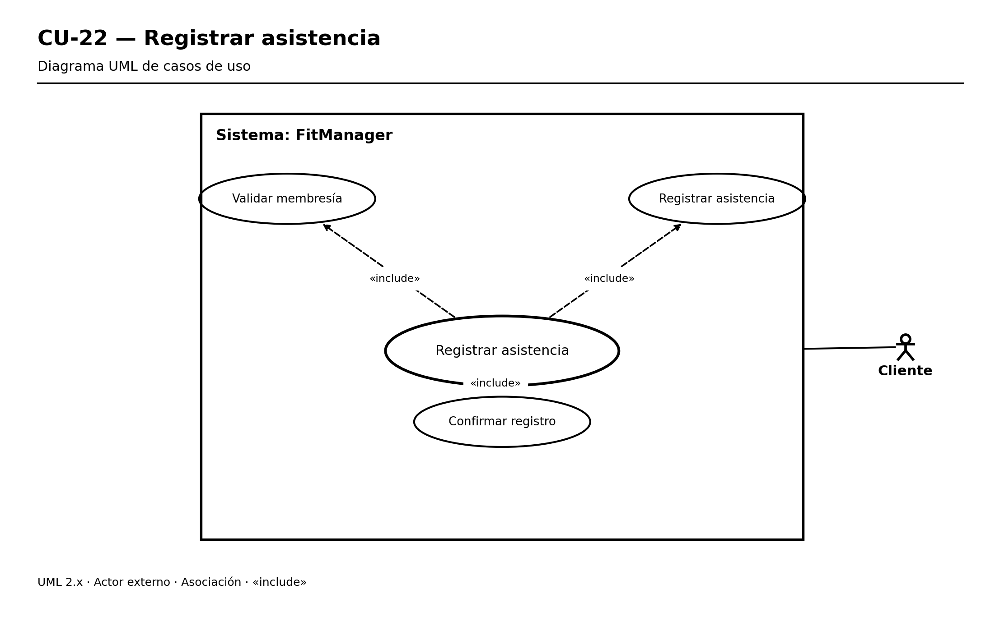 CU-22 — Registrar asistencia
Diagrama UML de casos de uso
Sistema: FitManager
Validar membresía
Registrar asistencia
«include»
«include»
Registrar asistencia
«include»
Cliente
Confirmar registro
UML 2.x · Actor externo · Asociación · «include»